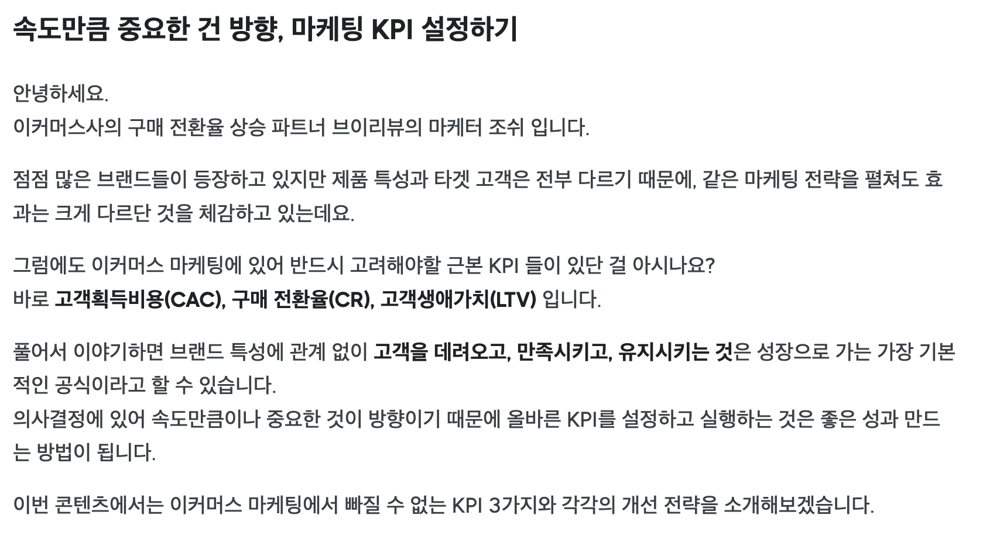 속도만큼 중요한 건 방향, 마케팅 KPI 설정하기
안녕하세요.
이커머스사의 구매 전환율 상승 파트너 브이리뷰의 마케터 조쉬 입니다.
점점 많은 브랜드들이 등장하고 있지만 제품 특성과 타겟 고객은 전부 다르기 때문에, 같은 마케팅 전략을 펼쳐도 효
과는 크게 다르단 것을 체감하고 있는데요.
그럼에도 이커머스 마케팅에 있어 반드시 고려해야할 근본 KPI 들이 있단 걸 아시나요?
바로 고객획득비용(CAC), 구매 전환율(CR), 고객생애가치(LTV) 입니다.
풀어서 이야기하면 브랜드 특성에 관계 없이 고객을 데려오고, 만족시키고, 유지시키는 것은 성장으로 가는 가장 기본
적인 공식이라고 할 수 있습니다.
의사결정에 있어 속도만큼이나 중요한 것이 방향이기 때문에 올바른 KPI를 설정하고 실행하는 것은 좋은 성과 만드
는 방법이 됩니다.
이번 콘텐츠에서는 이커머스 마케팅에서 빠질 수 없는 KPI 3가지와 각각의 개선 전략을 소개해보겠습니다.